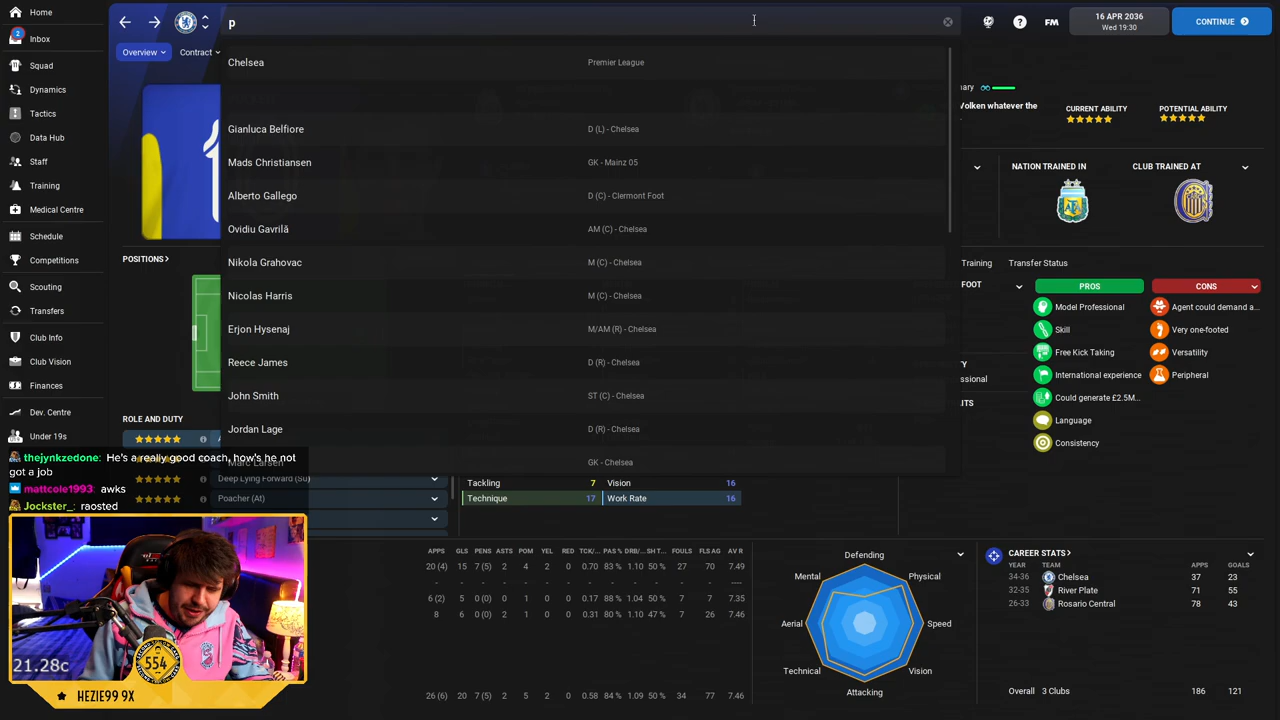 Home
p
16 APR 2036
Wed 19:30
CONTINUE
FM
2
Inbox
Overview
Contract
Squad
Dynamics
Tactics
Data Hub
Staff
Training
Medical Centre
Schedule
Competitions
Scouting
Transfers
Club Info
Club Vision
Finances
Dev. Centre
Under 19s
Chelsea Premier League
Gianluca Belfiore D (L) - Chelsea
Mads Christiansen GK - Mainz 05
Alberto Gallego D (C) - Clermont Foot
Ovidiu Gavrilă AM (C) - Chelsea
Nikola Grahovac M (C) - Chelsea
Nicolas Harris M (C) - Chelsea
Erjon Hysenaj M/AM (R) - Chelsea
Reece James D (R) - Chelsea
John Smith ST (C) - Chelsea
Jordan Lage D (R) - Chelsea
Marc Larsen GK - Chelsea
Volken whatever the
CURRENT ABILITY
POTENTIAL ABILITY
NATION TRAINED IN
CLUB TRAINED AT
POSITIONS
Training
Transfer Status
FOOT
PROS
CONS
Model Professional
Agent could demand a...
Skill
Very one-footed
Free Kick Taking
Versatility
International experience
Peripheral
Could generate £2.5M...
Language
Consistency
ROLE AND DUTY
Deep Lying Forward (Su)
Poacher (At)
Tackling 7 Vision 16
Technique 17 Work Rate 16
thejynkzedone: He's a really good coach, how's he not
got a job
mattcole1993: awks
Jockster_: raosted
APPS GLS PENS ASTS POM YEL RED TCK/... PAS % DRB/... SH T... FOULS FLS AG AV R
20 (4) 15 7 (5) 2 4 2 0 0.70 83 % 1.10 50 % 27 70 7.49
- - - - - - - - - - - - - ----
6 (2) 5 0 (0) 2 1 0 0 0.17 88 % 1.04 50 % 7 7 7.35
8 6 0 (0) 2 1 0 0 0.31 80 % 1.10 47 % 7 26 7.46
26 (6) 20 7 (5) 2 5 2 0 0.58 84 % 1.09 50 % 34 77 7.46
Defending
Mental
Physical
Aerial
Speed
Technical
Vision
Attacking
CAREER STATS
YEAR TEAM APPS GOALS
34-36 Chelsea 37 23
32-35 River Plate 71 55
26-33 Rosario Central 78 43
Overall 3 Clubs 186 121
21.28c
554
HEZIE99 9X